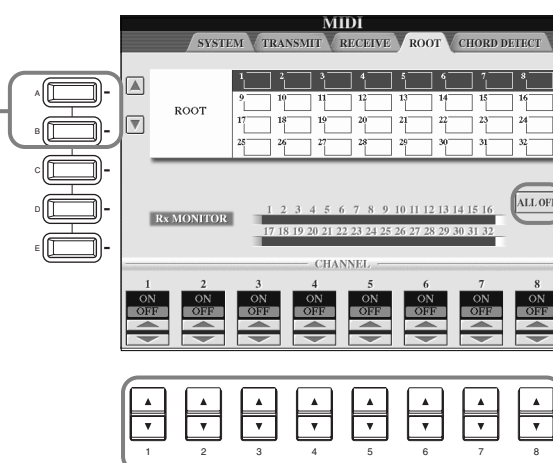 MIDI
SYSTEM TRANSMIT RECEIVE ROOT CHORD DETECT
A
B
C
D
E
ROOT
1 2 3 4 5 6 7 8
9 10 11 12 13 14 15 16
17 18 19 20 21 22 23 24
25 26 27 28 29 30 31 32
ALL OFF
Rx MONITOR
1 2 3 4 5 6 7 8 9 10 11 12 13 14 15 16
17 18 19 20 21 22 23 24 25 26 27 28 29 30 31 32
CHANNEL
1 2 3 4 5 6 7 8
ON ON ON ON ON ON ON ON
OFF OFF OFF OFF OFF OFF OFF OFF
1 2 3 4 5 6 7 8